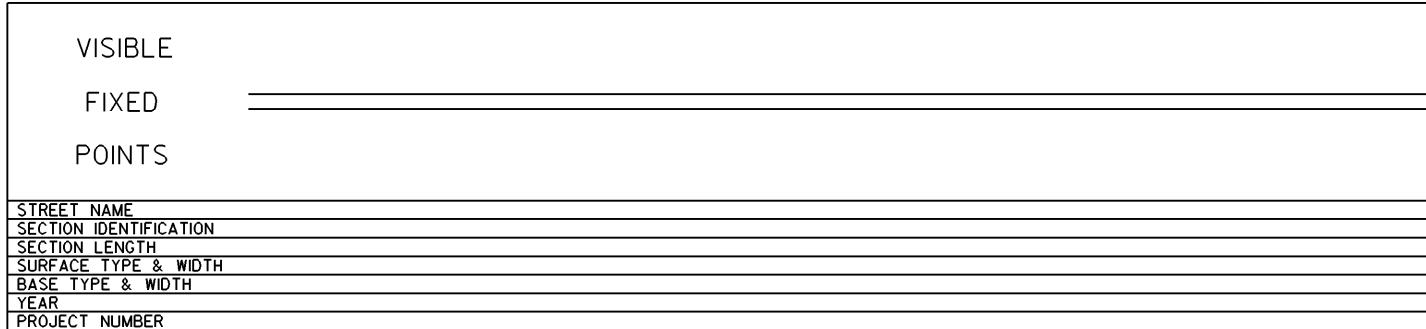 VISIBLE
FIXED
POINTS
STREET NAME
SECTION IDENTIFICATION
SECTION LENGTH
SURFACE TYPE & WIDTH
BASE TYPE & WIDTH
YEAR
PROJECT NUMBER